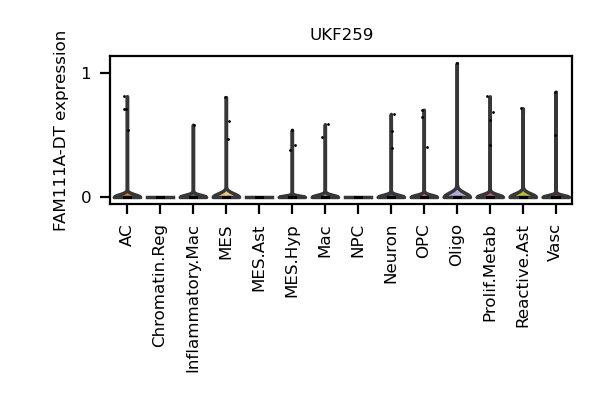 UKF259
FAM111A-DT expression
1
0
AC
Chromatin.Reg
Inflammatory.Mac
MES
MES.Ast
MES.Hyp
Mac
NPC
Neuron
OPC
Oligo
Prolif.Metab
Reactive.Ast
Vasc